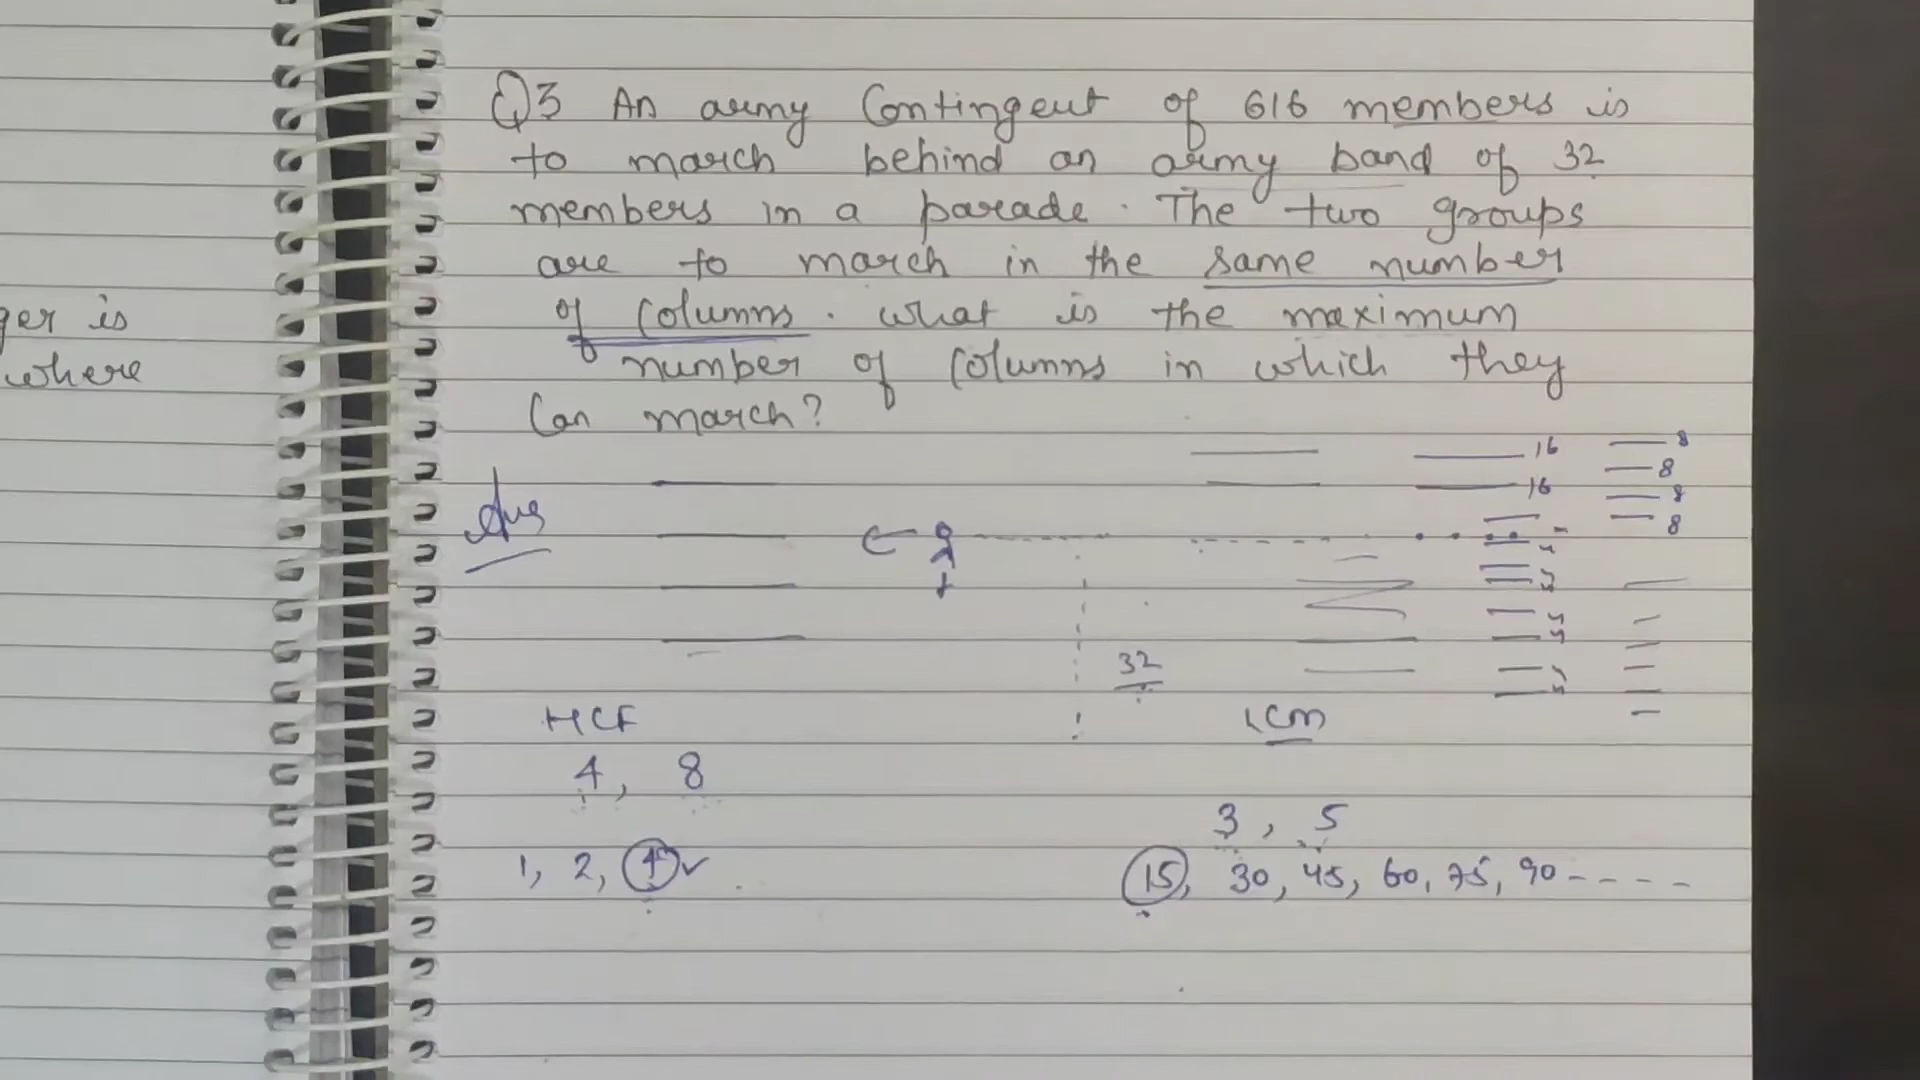 ger is
where
Q3 An army Contingent of 616 members is
to march behind an army band of 32
members in a parade. The two groups
are to march in the same number
of Columns. what is the maximum
number of Columns in which they
Can march?
Ans
16
16
8
8
8
8
32
HCF
LCM
4, 8
3, 5
1, 2, 4 ✓
15, 30, 45, 60, 75, 90 - - - -